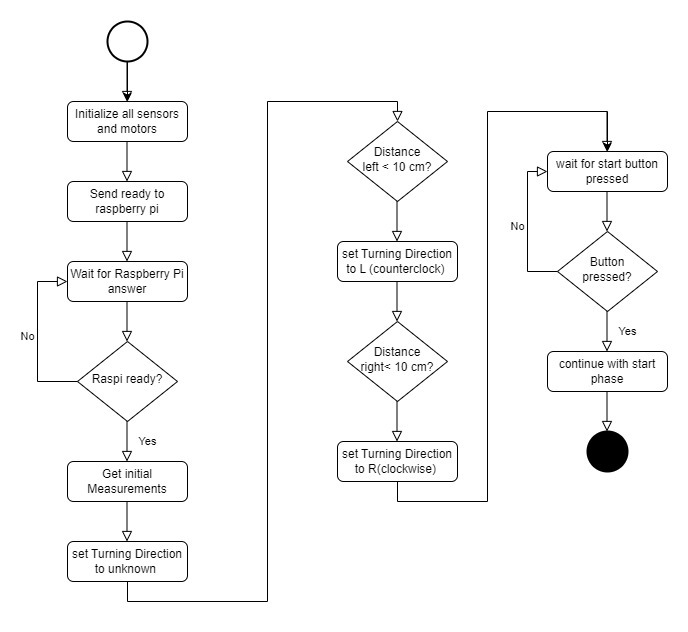 Initialize all sensors
and motors
Send ready to
raspberry pi
Wait for Raspberry Pi
answer
No
Raspi ready?
Yes
Get initial
Measurements
set Turning Direction
to unknown
Distance
left < 10 cm?
set Turning Direction
to L (counterclock)
Distance
right< 10 cm?
set Turning Direction
to R(clockwise)
wait for start button
pressed
No
Button
pressed?
Yes
continue with start
phase